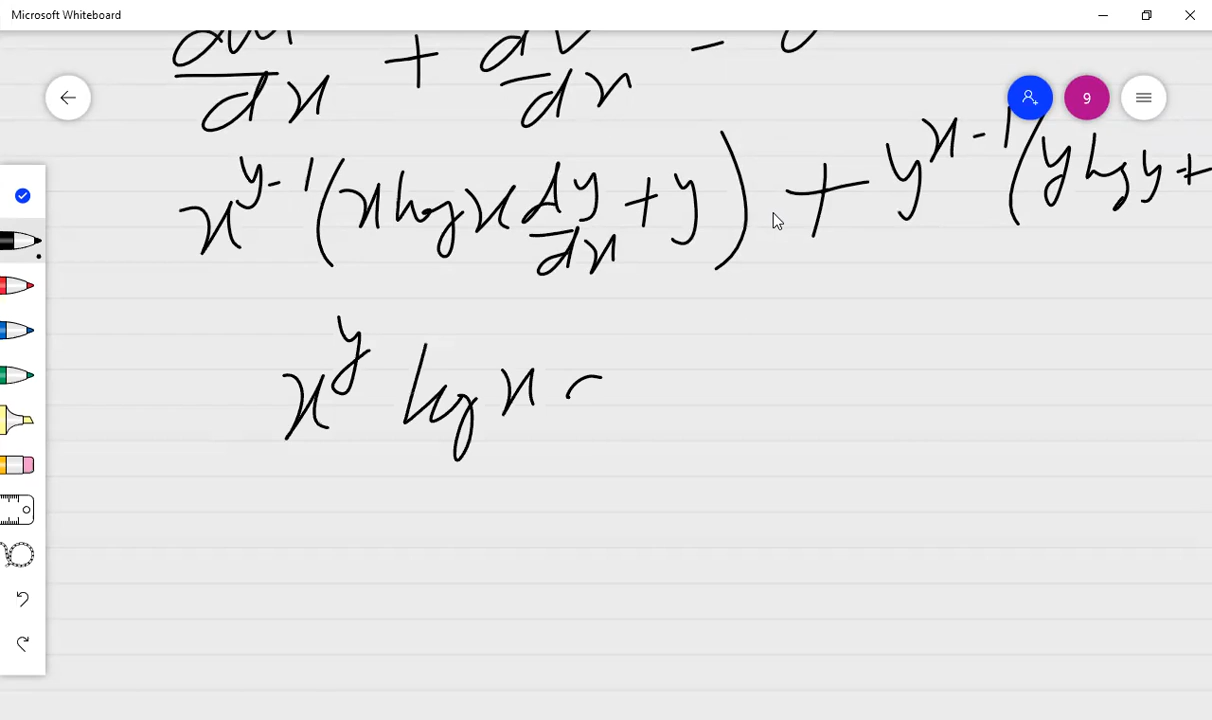 Microsoft Whiteboard
du/dx + dv/dx = 0
9
x^{y-1}(x log x dy/dx + y) + y^{x-1}(y log y +
x^y log x